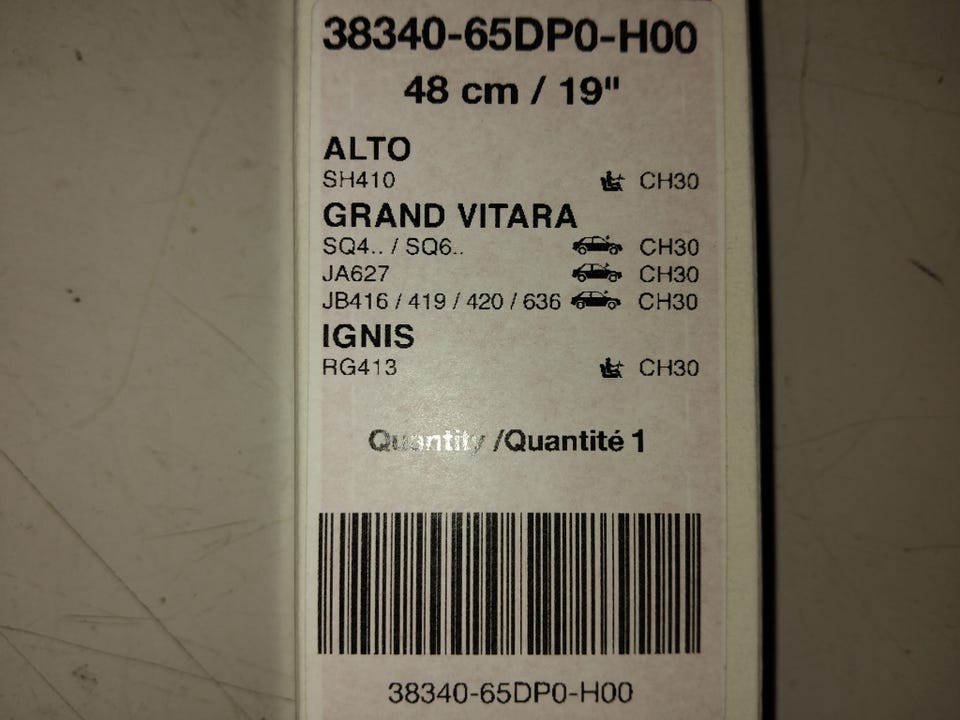 38340-65DP0-H00
48 cm / 19"
ALTO
SH410 CH30
GRAND VITARA
SQ4.. / SQ6.. CH30
JA627 CH30
JB416 / 419 / 420 / 636 CH30
IGNIS
RG413 CH30
Quantity /Quantité 1
38340-65DP0-H00